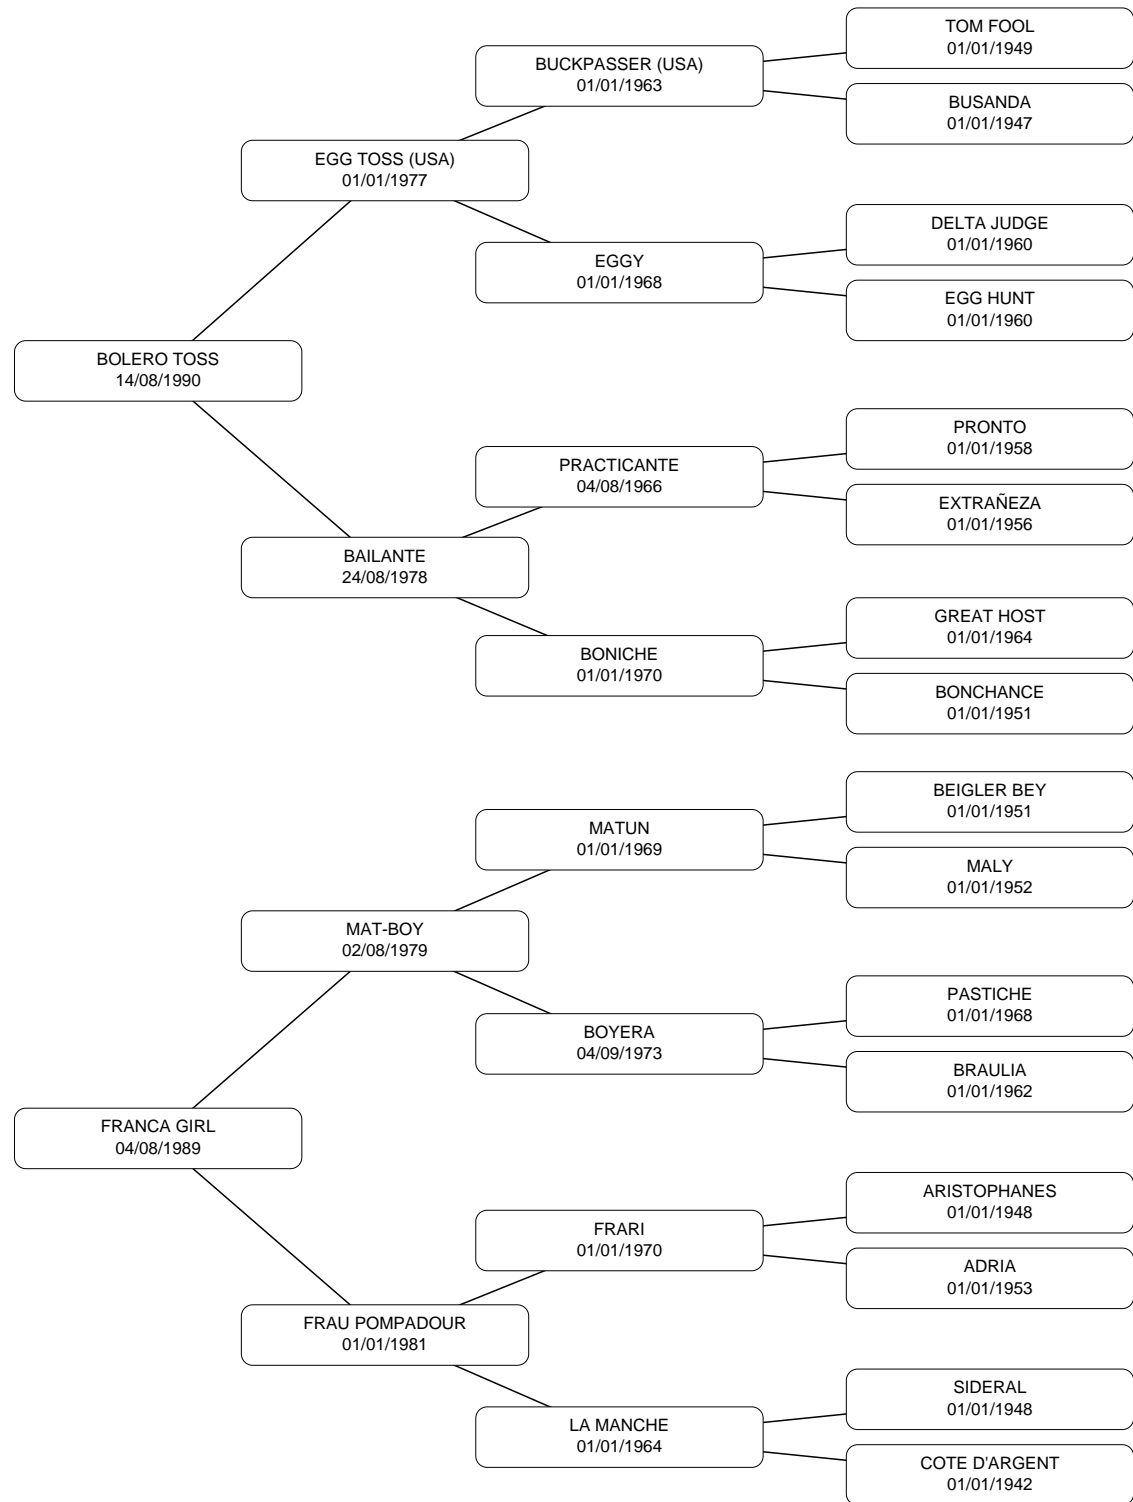 TOM FOOL
01/01/1949
BUCKPASSER (USA)
01/01/1963
BUSANDA
01/01/1947
EGG TOSS (USA)
01/01/1977
DELTA JUDGE
01/01/1960
EGGY
01/01/1968
EGG HUNT
01/01/1960
BOLERO TOSS
14/08/1990
PRONTO
01/01/1958
PRACTICANTE
04/08/1966
EXTRAÑEZA
01/01/1956
BAILANTE
24/08/1978
GREAT HOST
01/01/1964
BONICHE
01/01/1970
BONCHANCE
01/01/1951
BEIGLER BEY
01/01/1951
MATUN
01/01/1969
MALY
01/01/1952
MAT-BOY
02/08/1979
PASTICHE
01/01/1968
BOYERA
04/09/1973
BRAULIA
01/01/1962
FRANCA GIRL
04/08/1989
ARISTOPHANES
01/01/1948
FRARI
01/01/1970
ADRIA
01/01/1953
FRAU POMPADOUR
01/01/1981
SIDERAL
01/01/1948
LA MANCHE
01/01/1964
COTE D'ARGENT
01/01/1942